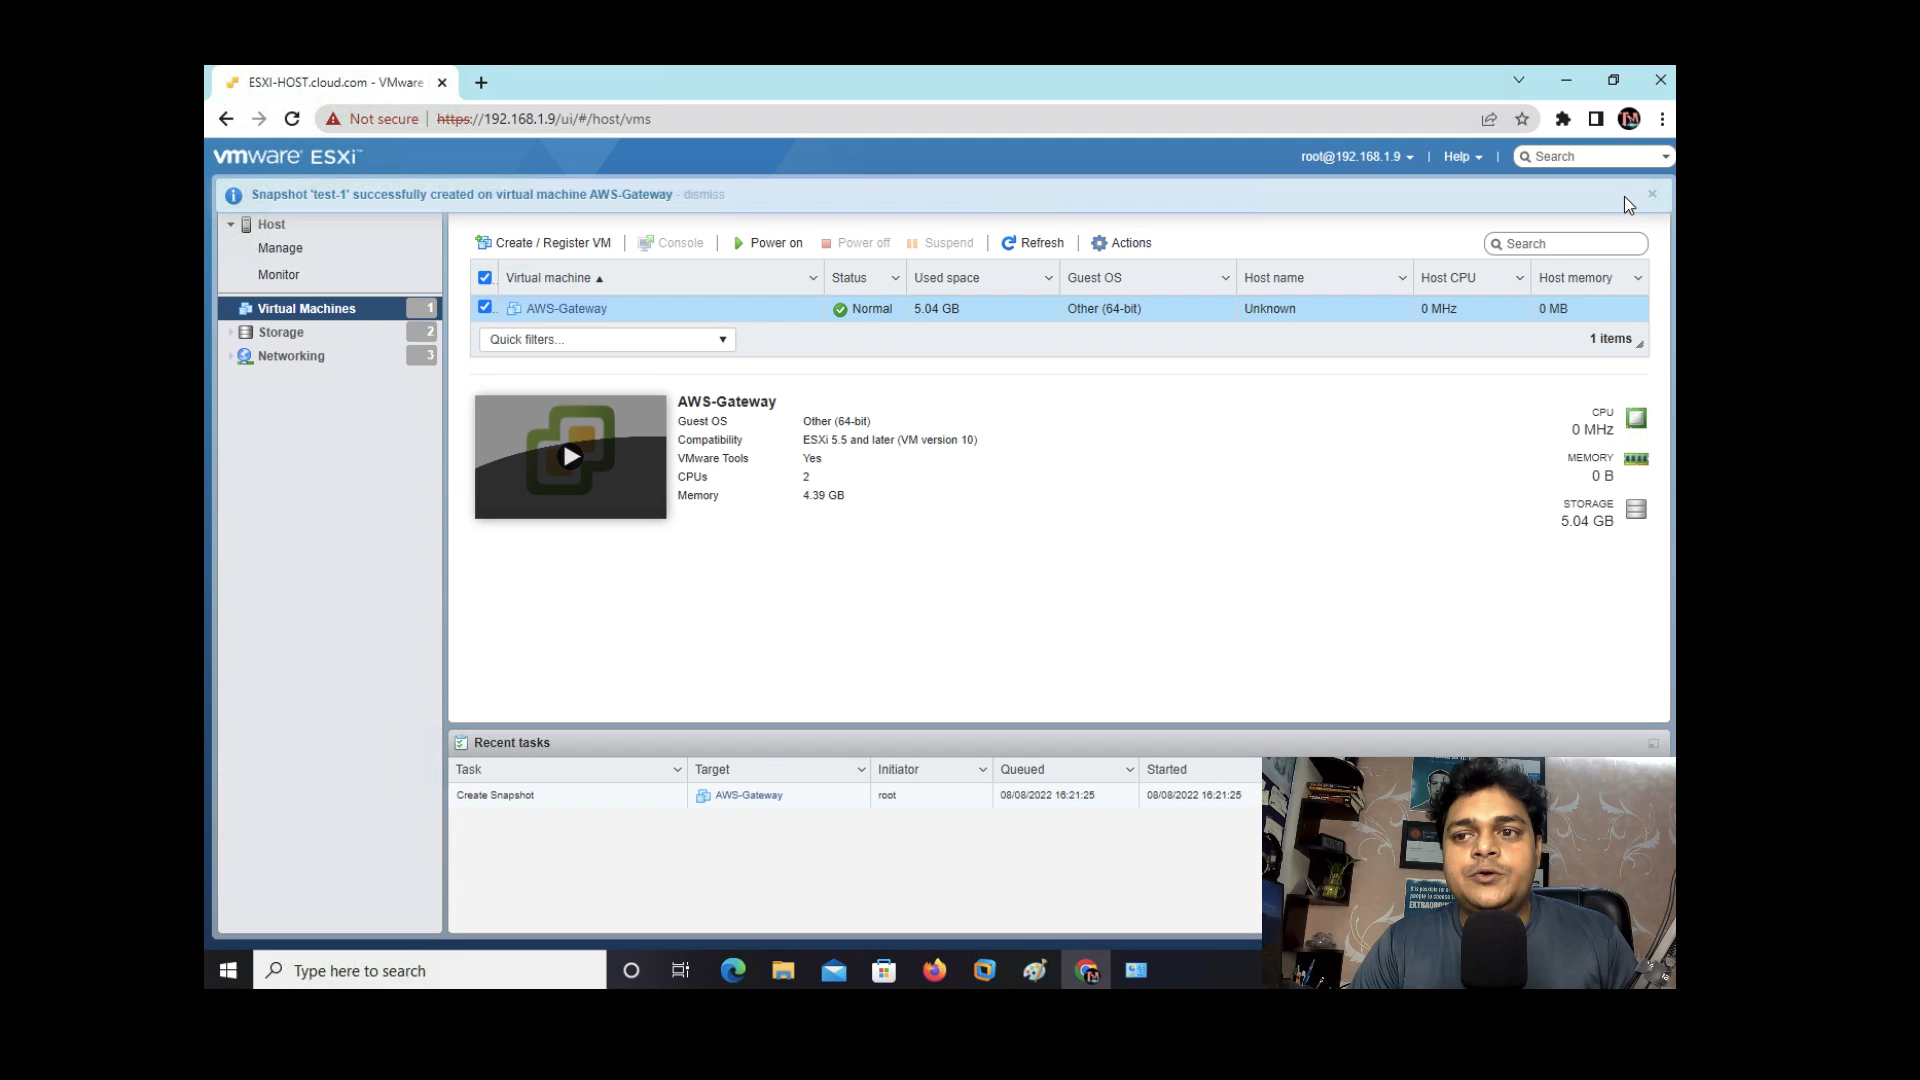 ESXI-HOST.cloud.com - VMware
Not secure https://192.168.1.9/ui/#/host/vms
vmware ESXi™
root@192.168.1.9 | Help | Search
Snapshot 'test-1' successfully created on virtual machine AWS-Gateway - dismiss
Host
Manage
Monitor
Virtual Machines 1
Storage 2
Networking 3
Create / Register VM | Console | Power on Power off Suspend | Refresh | Actions Search
Virtual machine Status Used space Guest OS Host name Host CPU Host memory
AWS-Gateway Normal 5.04 GB Other (64-bit) Unknown 0 MHz 0 MB
Quick filters... 1 items
AWS-Gateway
Guest OS Other (64-bit)
Compatibility ESXi 5.5 and later (VM version 10)
VMware Tools Yes
CPUs 2
Memory 4.39 GB
CPU
0 MHz
MEMORY
0 B
STORAGE
5.04 GB
Recent tasks
Task Target Initiator Queued Started
Create Snapshot AWS-Gateway root 08/08/2022 16:21:25 08/08/2022 16:21:25
EXTRAORDIN
Type here to search